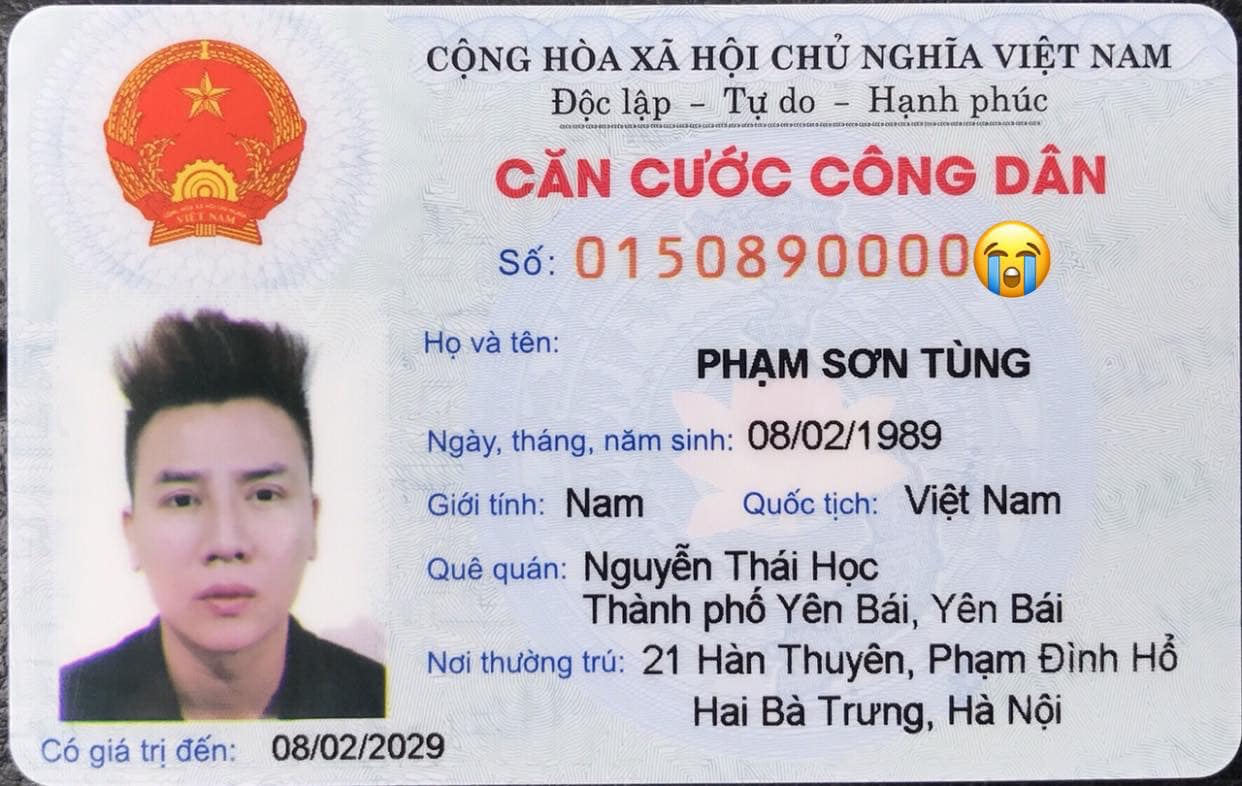 CỘNG HÒA XÃ HỘI CHỦ NGHĨA VIỆT NAM
Độc lập – Tự do – Hạnh phúc
CĂN CƯỚC CÔNG DÂN
Số: 0150890000
Họ và tên:
PHẠM SƠN TÙNG
Ngày, tháng, năm sinh: 08/02/1989
Giới tính: Nam Quốc tịch: Việt Nam
Quê quán: Nguyễn Thái Học
Thành phố Yên Bái, Yên Bái
Nơi thường trú: 21 Hàn Thuyên, Phạm Đình Hổ
Hai Bà Trưng, Hà Nội
Có giá trị đến: 08/02/2029
VIỆT NAM